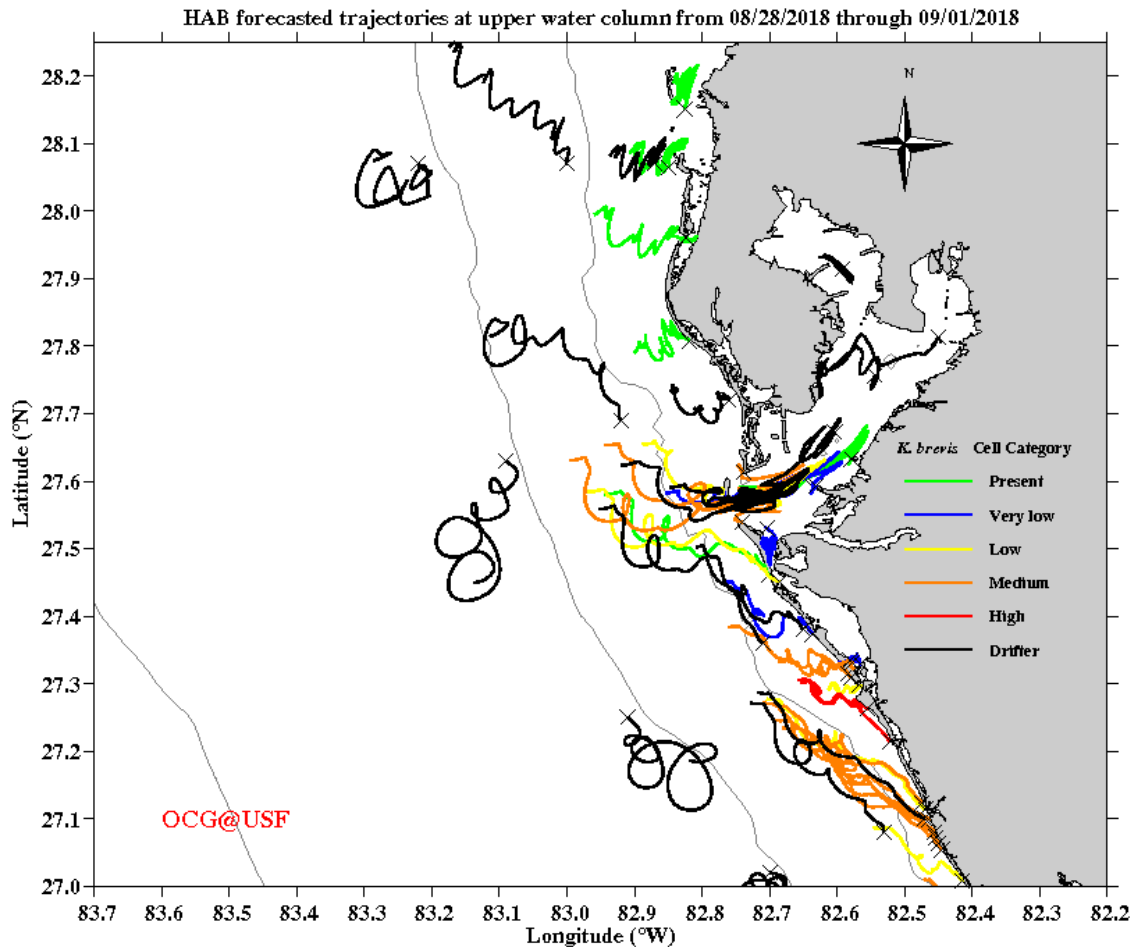 HAB forecasted trajectories at upper water column from 08/28/2018 through 09/01/2018
N
28.2
28.1
28.0
27.9
27.8
27.7
27.6
27.5
27.4
27.3
27.2
27.1
27.0
Latitude (°N)
K. brevis Cell Category
Present
Very low
Low
Medium
High
Drifter
OCG@USF
83.7 83.6 83.5 83.4 83.3 83.2 83.1 83.0 82.9 82.8 82.7 82.6 82.5 82.4 82.3 82.2
Longitude (°W)